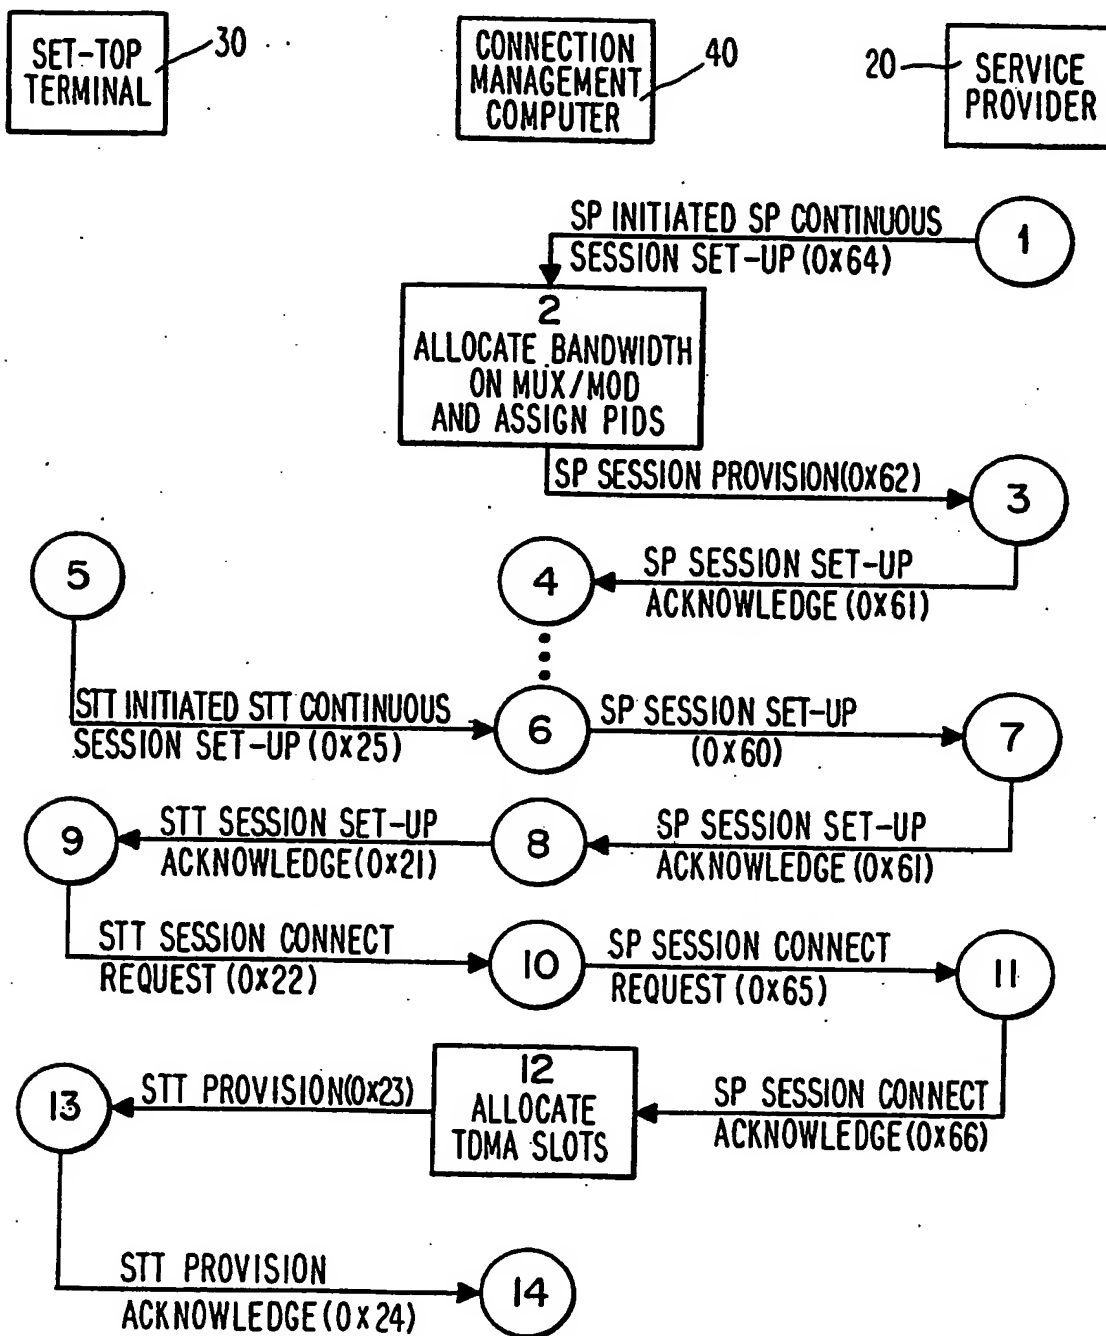 SET-TOP
TERMINAL
30
CONNECTION
MANAGEMENT
COMPUTER
40
20
SERVICE
PROVIDER
SP INITIATED SP CONTINUOUS
SESSION SET-UP (0X64)
1
2
ALLOCATE BANDWIDTH
ON MUX/MOD
AND ASSIGN PIDS
SP SESSION PROVISION(0X62)
3
5
4
SP SESSION SET-UP
ACKNOWLEDGE (0X61)
STT INITIATED STT CONTINUOUS
SESSION SET-UP (0X25)
6
SP SESSION SET-UP
(0X60)
7
9
STT SESSION SET-UP
ACKNOWLEDGE(0X21)
8
SP SESSION SET-UP
ACKNOWLEDGE (0X61)
STT SESSION CONNECT
REQUEST (0X22)
10
SP SESSION CONNECT
REQUEST (0X65)
11
13
STT PROVISION(0X23)
12
ALLOCATE
TDMA SLOTS
SP SESSION CONNECT
ACKNOWLEDGE(0X66)
STT PROVISION
ACKNOWLEDGE(0X24)
14